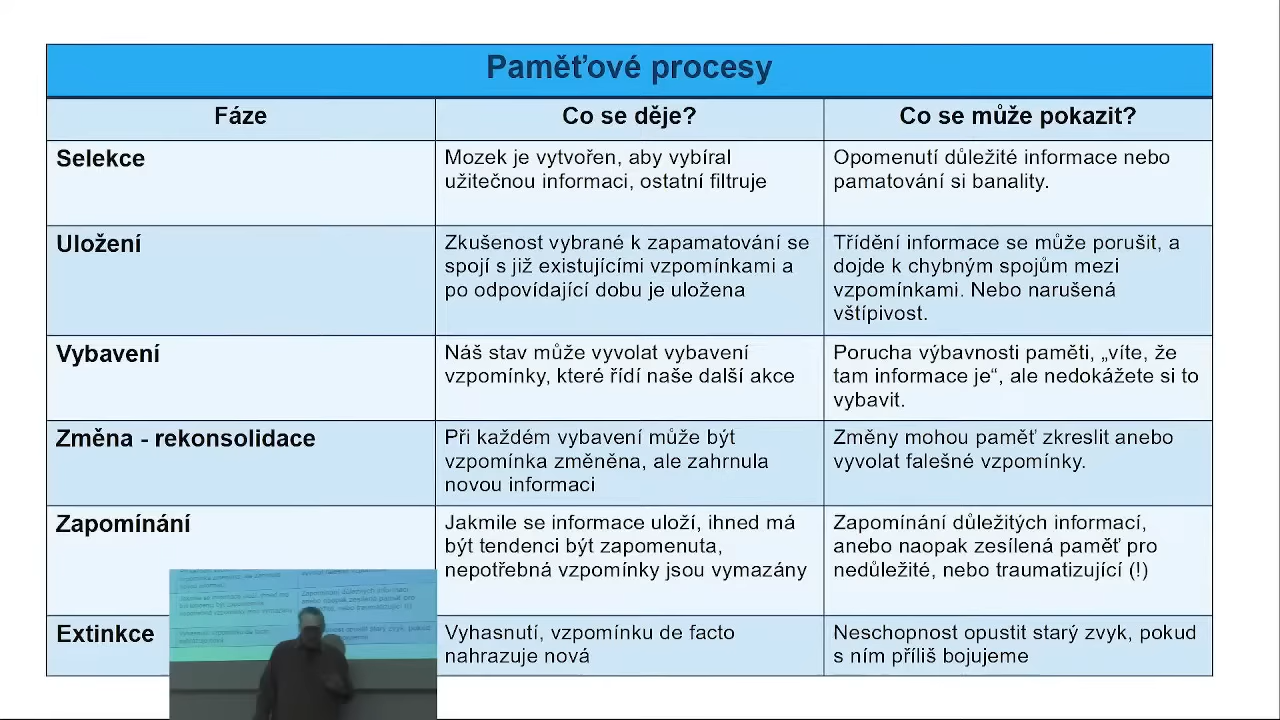 Paměťové procesy
Fáze
Co se děje?
Co se může pokazit?
Selekce
Mozek je vytvořen, aby vybíral
užitečnou informaci, ostatní filtruje
Opomenutí důležité informace nebo
pamatování si banality.
Uložení
Zkušenost vybrané k zapamatování se
spojí s již existujícími vzpomínkami a
po odpovídající dobu je uložena
Třídění informace se může porušit, a
dojde k chybným spojům mezi
vzpomínkami. Nebo narušená
vštípivost.
Vybavení
Náš stav může vyvolat vybavení
vzpomínky, které řídí naše další akce
Porucha výbavnosti paměti, „víte, že
tam informace je“, ale nedokážete si to
vybavit.
Změna - rekonsolidace
Při každém vybavení může být
vzpomínka změněna, ale zahrnula
novou informaci
Změny mohou paměť zkreslit anebo
vyvolat falešné vzpomínky.
Zapomínání
Jakmile se informace uloží, ihned má
být tendenci být zapomenuta,
nepotřebná vzpomínky jsou vymazány
Zapomínání důležitých informací,
anebo naopak zesílená paměť pro
nedůležité, nebo traumatizující (!)
Extinkce
Vyhasnutí, vzpomínku de facto
nahrazuje nová
Neschopnost opustit starý zvyk, pokud
s ním příliš bojujeme